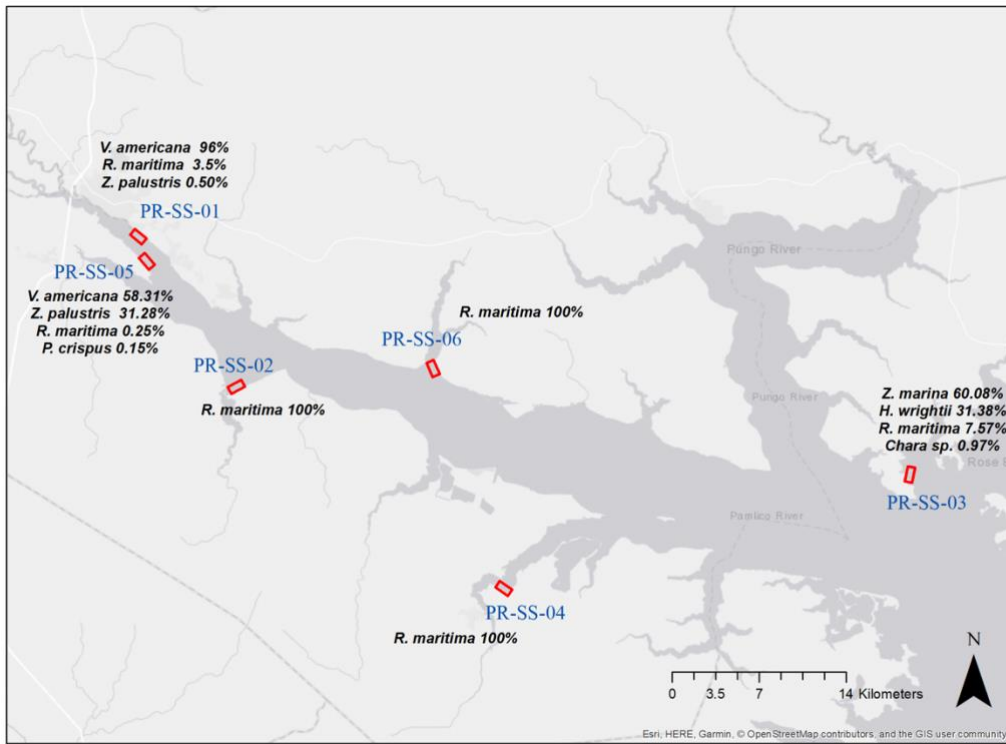 V. americana 96%
R. maritima 3.5%
Z. palustris 0.50%
PR-SS-01
PR-SS-05
V. americana 58.31%
Z. palustris 31.28%
R. maritima 0.25%
P. crispus 0.15%
PR-SS-02
R. maritima 100%
R. maritima 100%
PR-SS-06
Pungo River
Pungo River
Z. marina 60.08%
H. wrightii 31.38%
R. maritima 7.57%
Chara sp. 0.97%
Rose
PR-SS-03
Pamlico River
PR-SS-04
R. maritima 100%
N
0 3.5 7 14 Kilometers
Esri, HERE, Garmin, © OpenStreetMap contributors, and the GIS user community